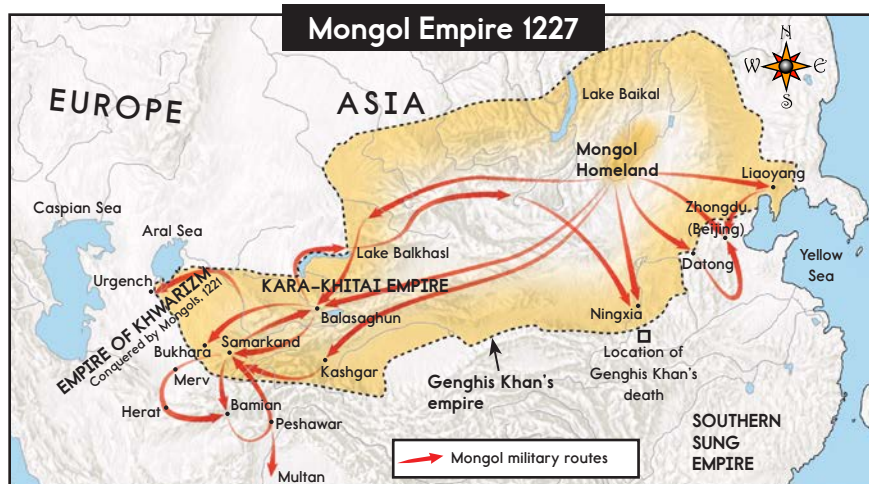 Mongol Empire 1227
N
W
E
S
EUROPE
ASIA
Lake Baikal
Mongol
Homeland
Liaoyang
Zhongdu
(Beijing)
Caspian Sea
Aral Sea
Lake Balkhasl
Datong
Yellow
Sea
Urgench
KARA-KHITAI EMPIRE
EMPIRE OF KHWARIZM
Conquered by Mongols, 1221
Balasaghun
Ningxia
Bukhara
Samarkand
Kashgar
Location of
Genghis Khan's
death
Merv
Genghis Khan's
empire
Herat
Bamian
Peshawar
SOUTHERN
SUNG
EMPIRE
Mongol military routes
Multan